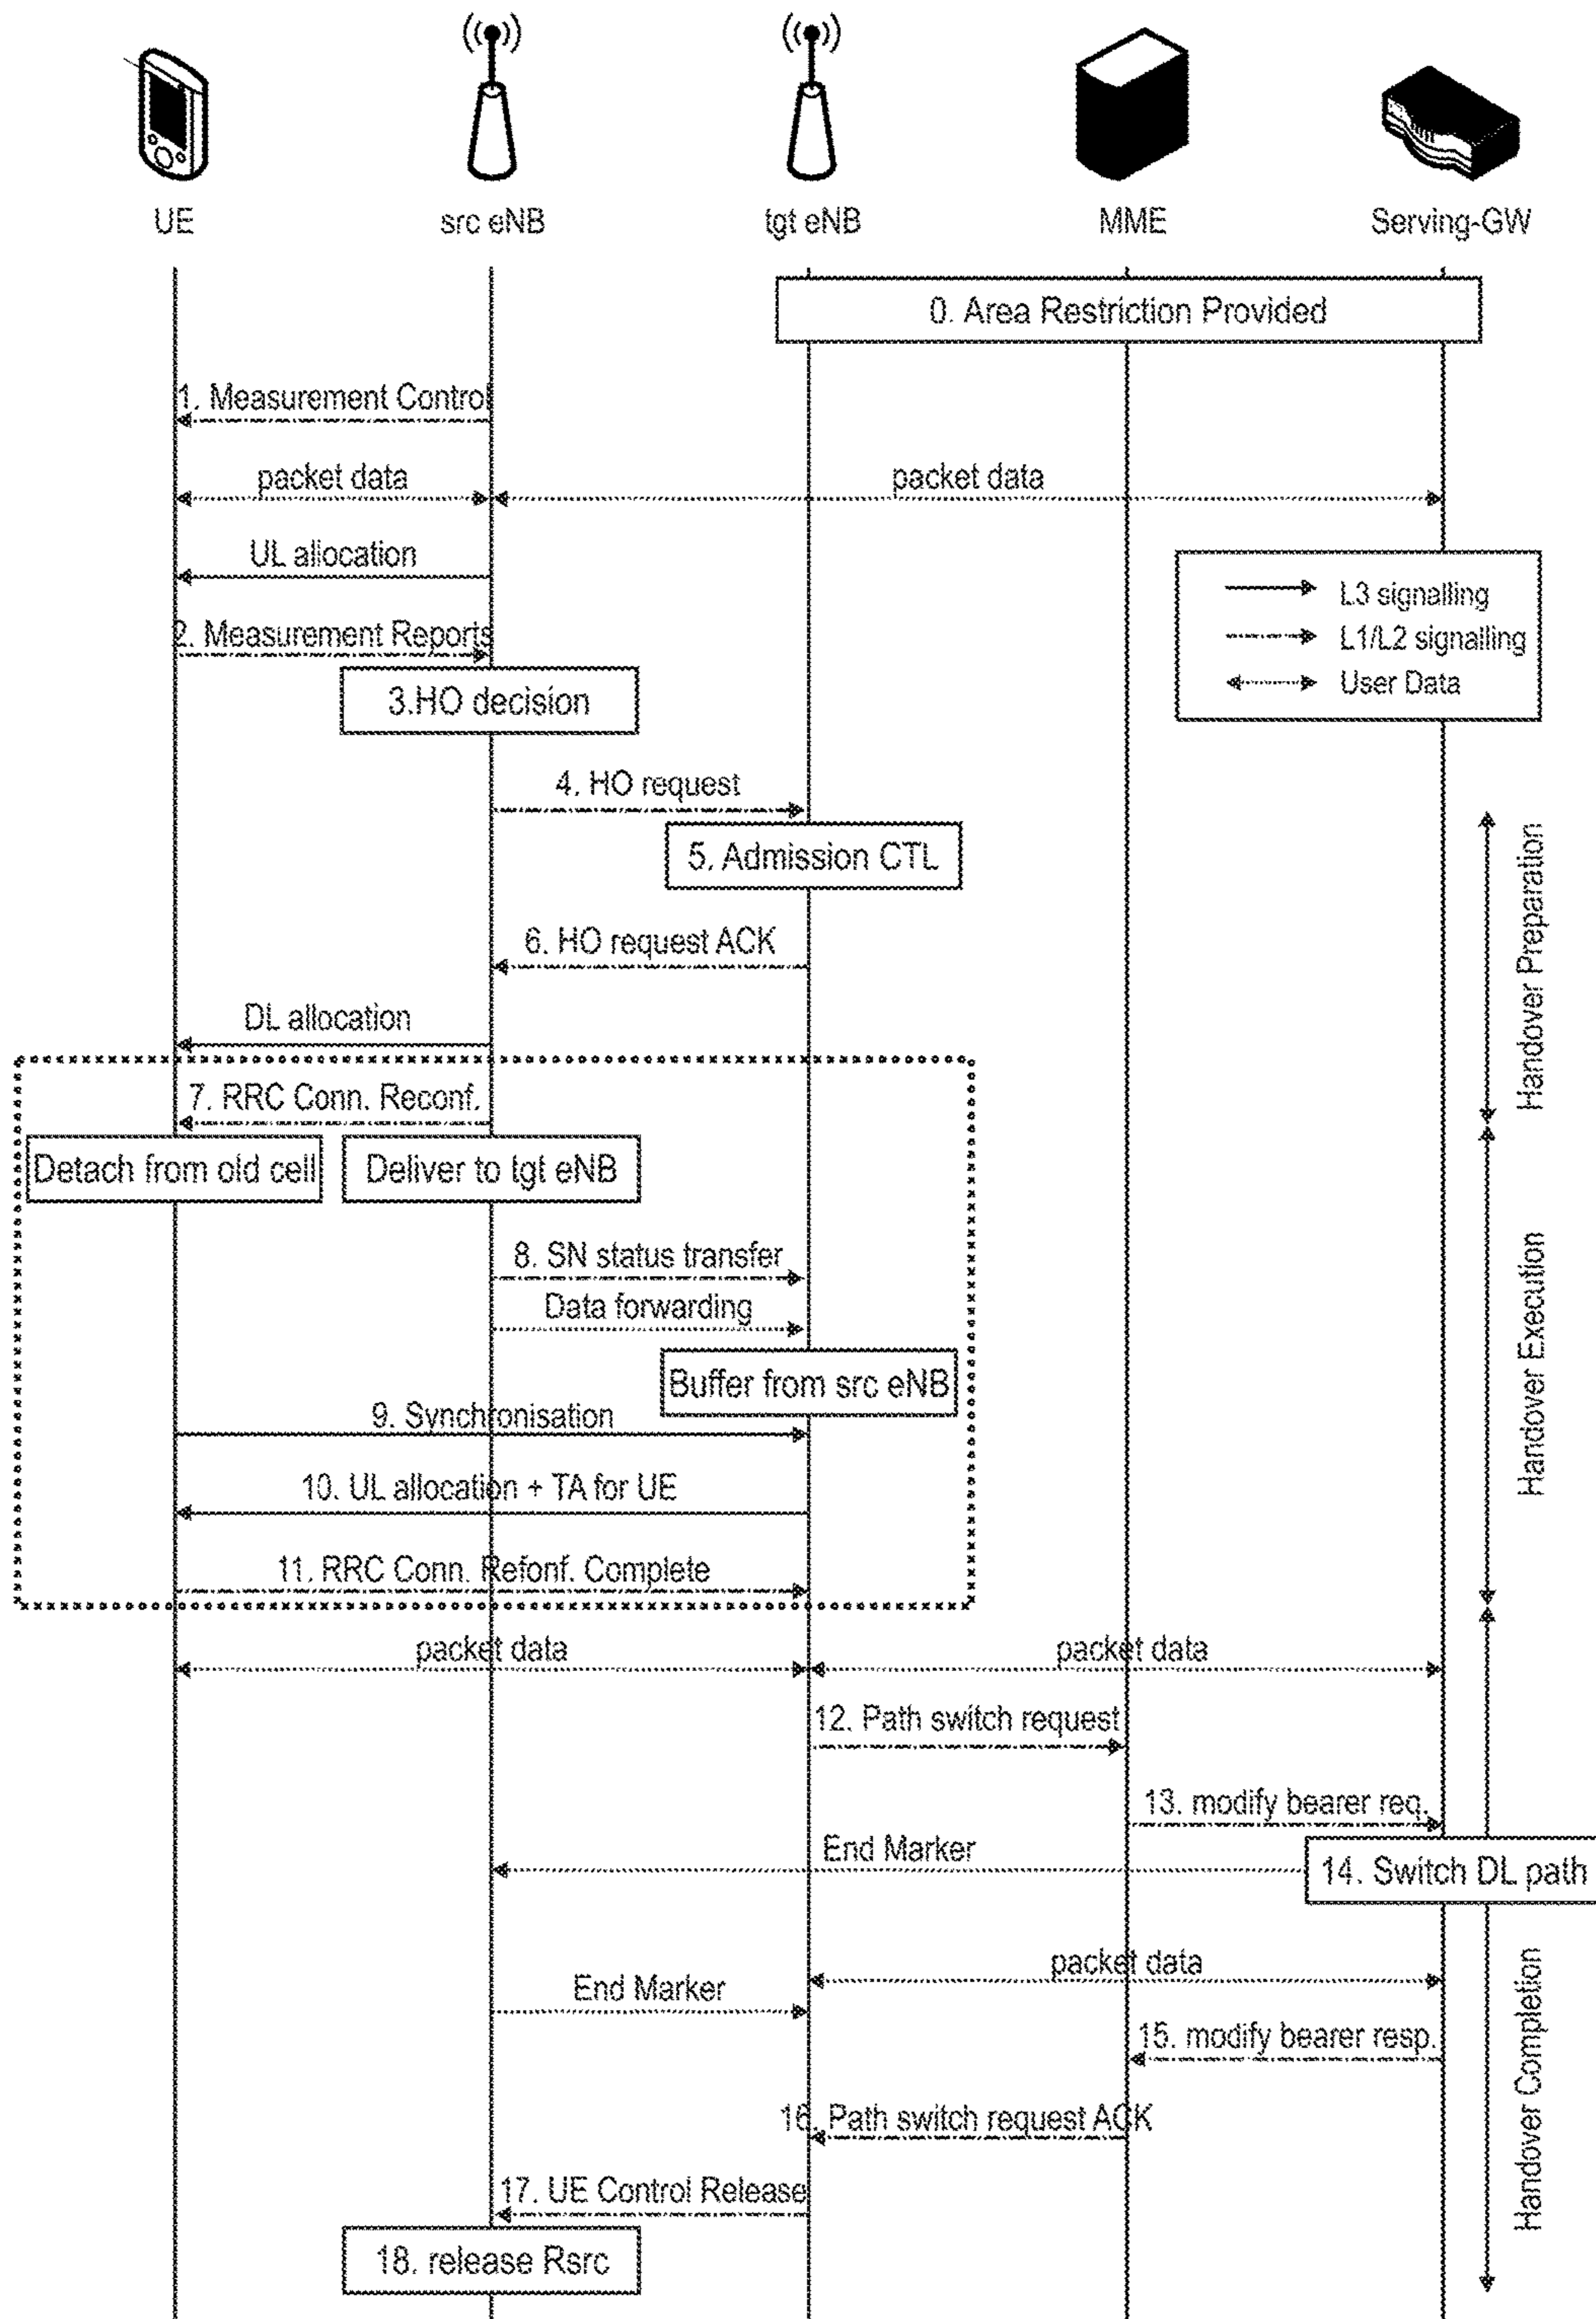 UE
src eNB
tgt eNB
MME
Serving-GW
0. Area Restriction Provided
1. Measurement Control
packet data
packet data
UL allocation
L3 signalling
L1/L2 signalling
User Data
2. Measurement Reports
3.HO decision
4. HO request
5. Admission CTL
6. HO request ACK
Handover Preparation
DL allocation
7. RRC Conn. Reconf.
Detach from old cell
Deliver to tgt eNB
8. SN status transfer
Data forwarding
Buffer from src eNB
Handover Execution
9. Synchronisation
10. UL allocation + TA for UE
11. RRC Conn. Refonf. Complete
packet data
packet data
12. Path switch request
13. modify bearer req.
End Marker
14. Switch DL path
packet data
End Marker
15. modify bearer resp.
Handover Completion
16. Path switch request ACK
17. UE Control Release
18. release Rsrc